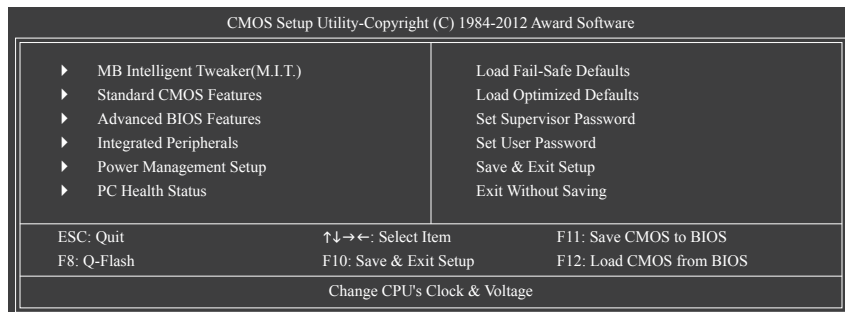 CMOS Setup Utility-Copyright (C) 1984-2012 Award Software
MB Intelligent Tweaker(M.I.T.)
Standard CMOS Features
Advanced BIOS Features
Integrated Peripherals
Power Management Setup
PC Health Status
Load Fail-Safe Defaults
Load Optimized Defaults
Set Supervisor Password
Set User Password
Save & Exit Setup
Exit Without Saving
ESC: Quit ↑↓→←: Select Item F11: Save CMOS to BIOS
F8: Q-Flash F10: Save & Exit Setup F12: Load CMOS from BIOS
Change CPU's Clock & Voltage